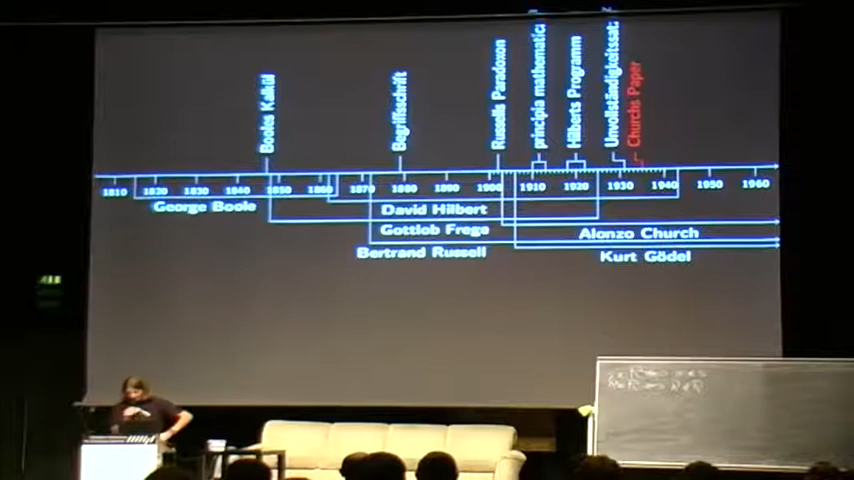 Booles Kalkül
Begriffsschrift
Russells Paradoxon
principia mathematica
Hilberts Programm
Unvollständigkeitssatz
Churchs Paper
1810 1820 1830 1840 1850 1860 1870 1880 1890 1900 1910 1920 1930 1940 1950 1960
George Boole
David Hilbert
Gottlob Frege
Alonzo Church
Bertrand Russell
Kurt Gödel